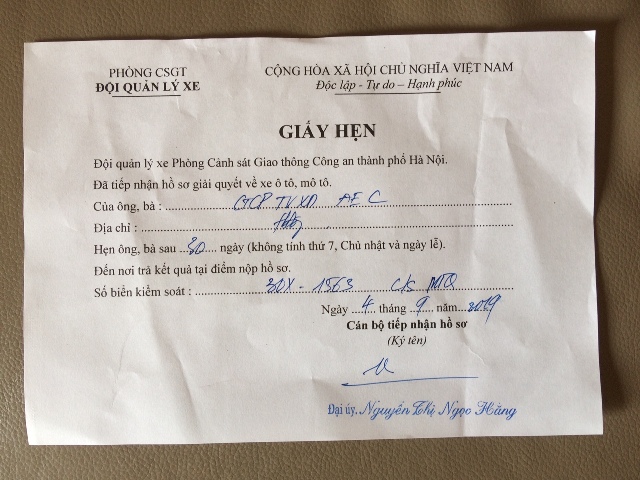 PHÒNG CSGT
ĐỘI QUẢN LÝ XE
CỘNG HÒA XÃ HỘI CHỦ NGHĨA VIỆT NAM
Độc lập - Tự do – Hạnh phúc
GIẤY HẸN
Đội quản lý xe Phòng Cảnh sát Giao thông Công an thành phố Hà Nội.
Đã tiếp nhận hồ sơ giải quyết về xe ô tô, mô tô.
Của ông, bà : CTCP TV XD AEC
Địa chỉ :
Hẹn ông, bà sau 30 ngày (không tính thứ 7, Chủ nhật và ngày lễ).
Đến nơi trả kết quả tại điểm nộp hồ sơ.
Số biển kiểm soát : 30X - 1563 C/S MTQ
Ngày 4 tháng 9 năm 2019
Cán bộ tiếp nhận hồ sơ
(Ký tên)
Đại úy. Nguyễn Thị Ngọc Hằng